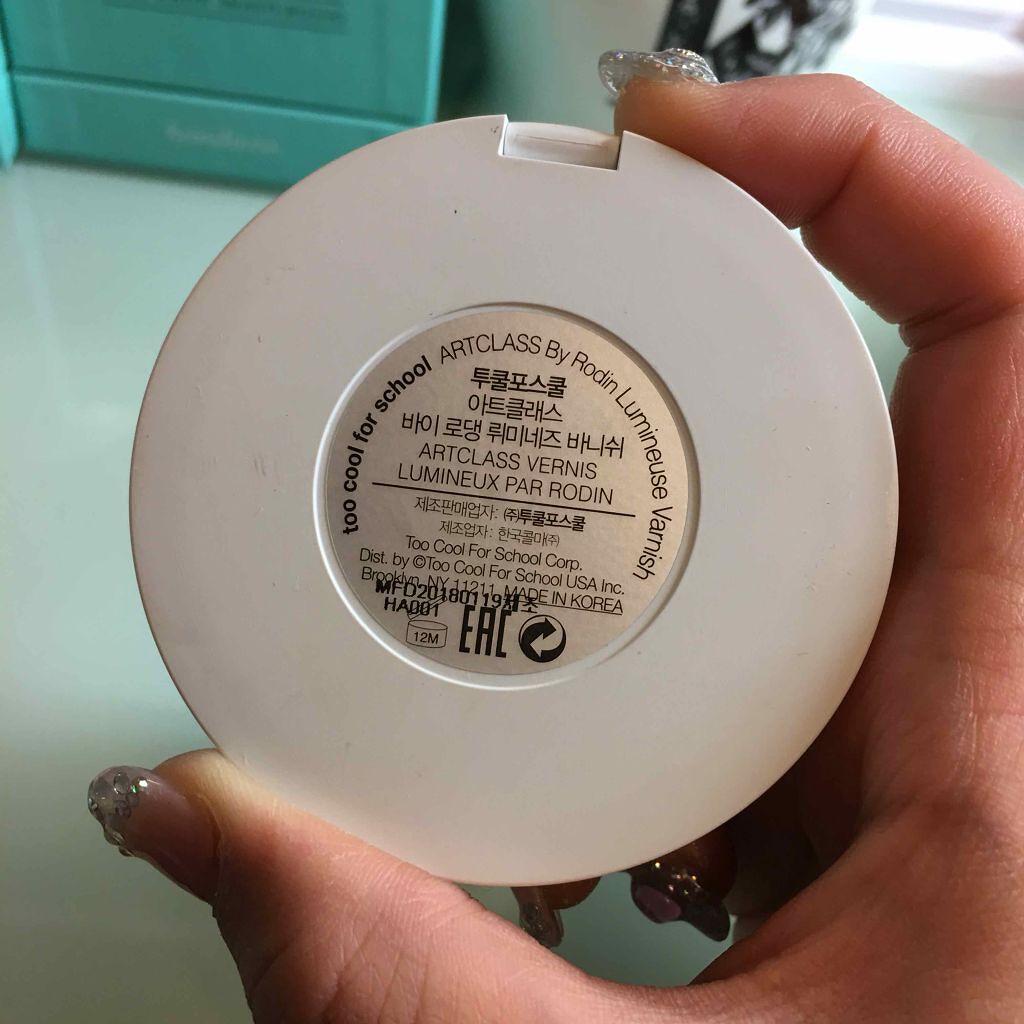 too cool for school ARTCLASS By Rodin Lumineuse Varnish
투쿨포스쿨
아트클래스
바이 로댕 뤼미네즈 바니쉬
ARTCLASS VERNIS
LUMINEUX PAR RODIN
제조판매업자: (주)투쿨포스쿨
제조업자: 한국콜마(주)
Too Cool For School Corp.
Dist. by ©Too Cool For School USA Inc.
Brooklyn, NY 11211, MADE IN KOREA
MFD20180119제조
HA001
12M
EAC